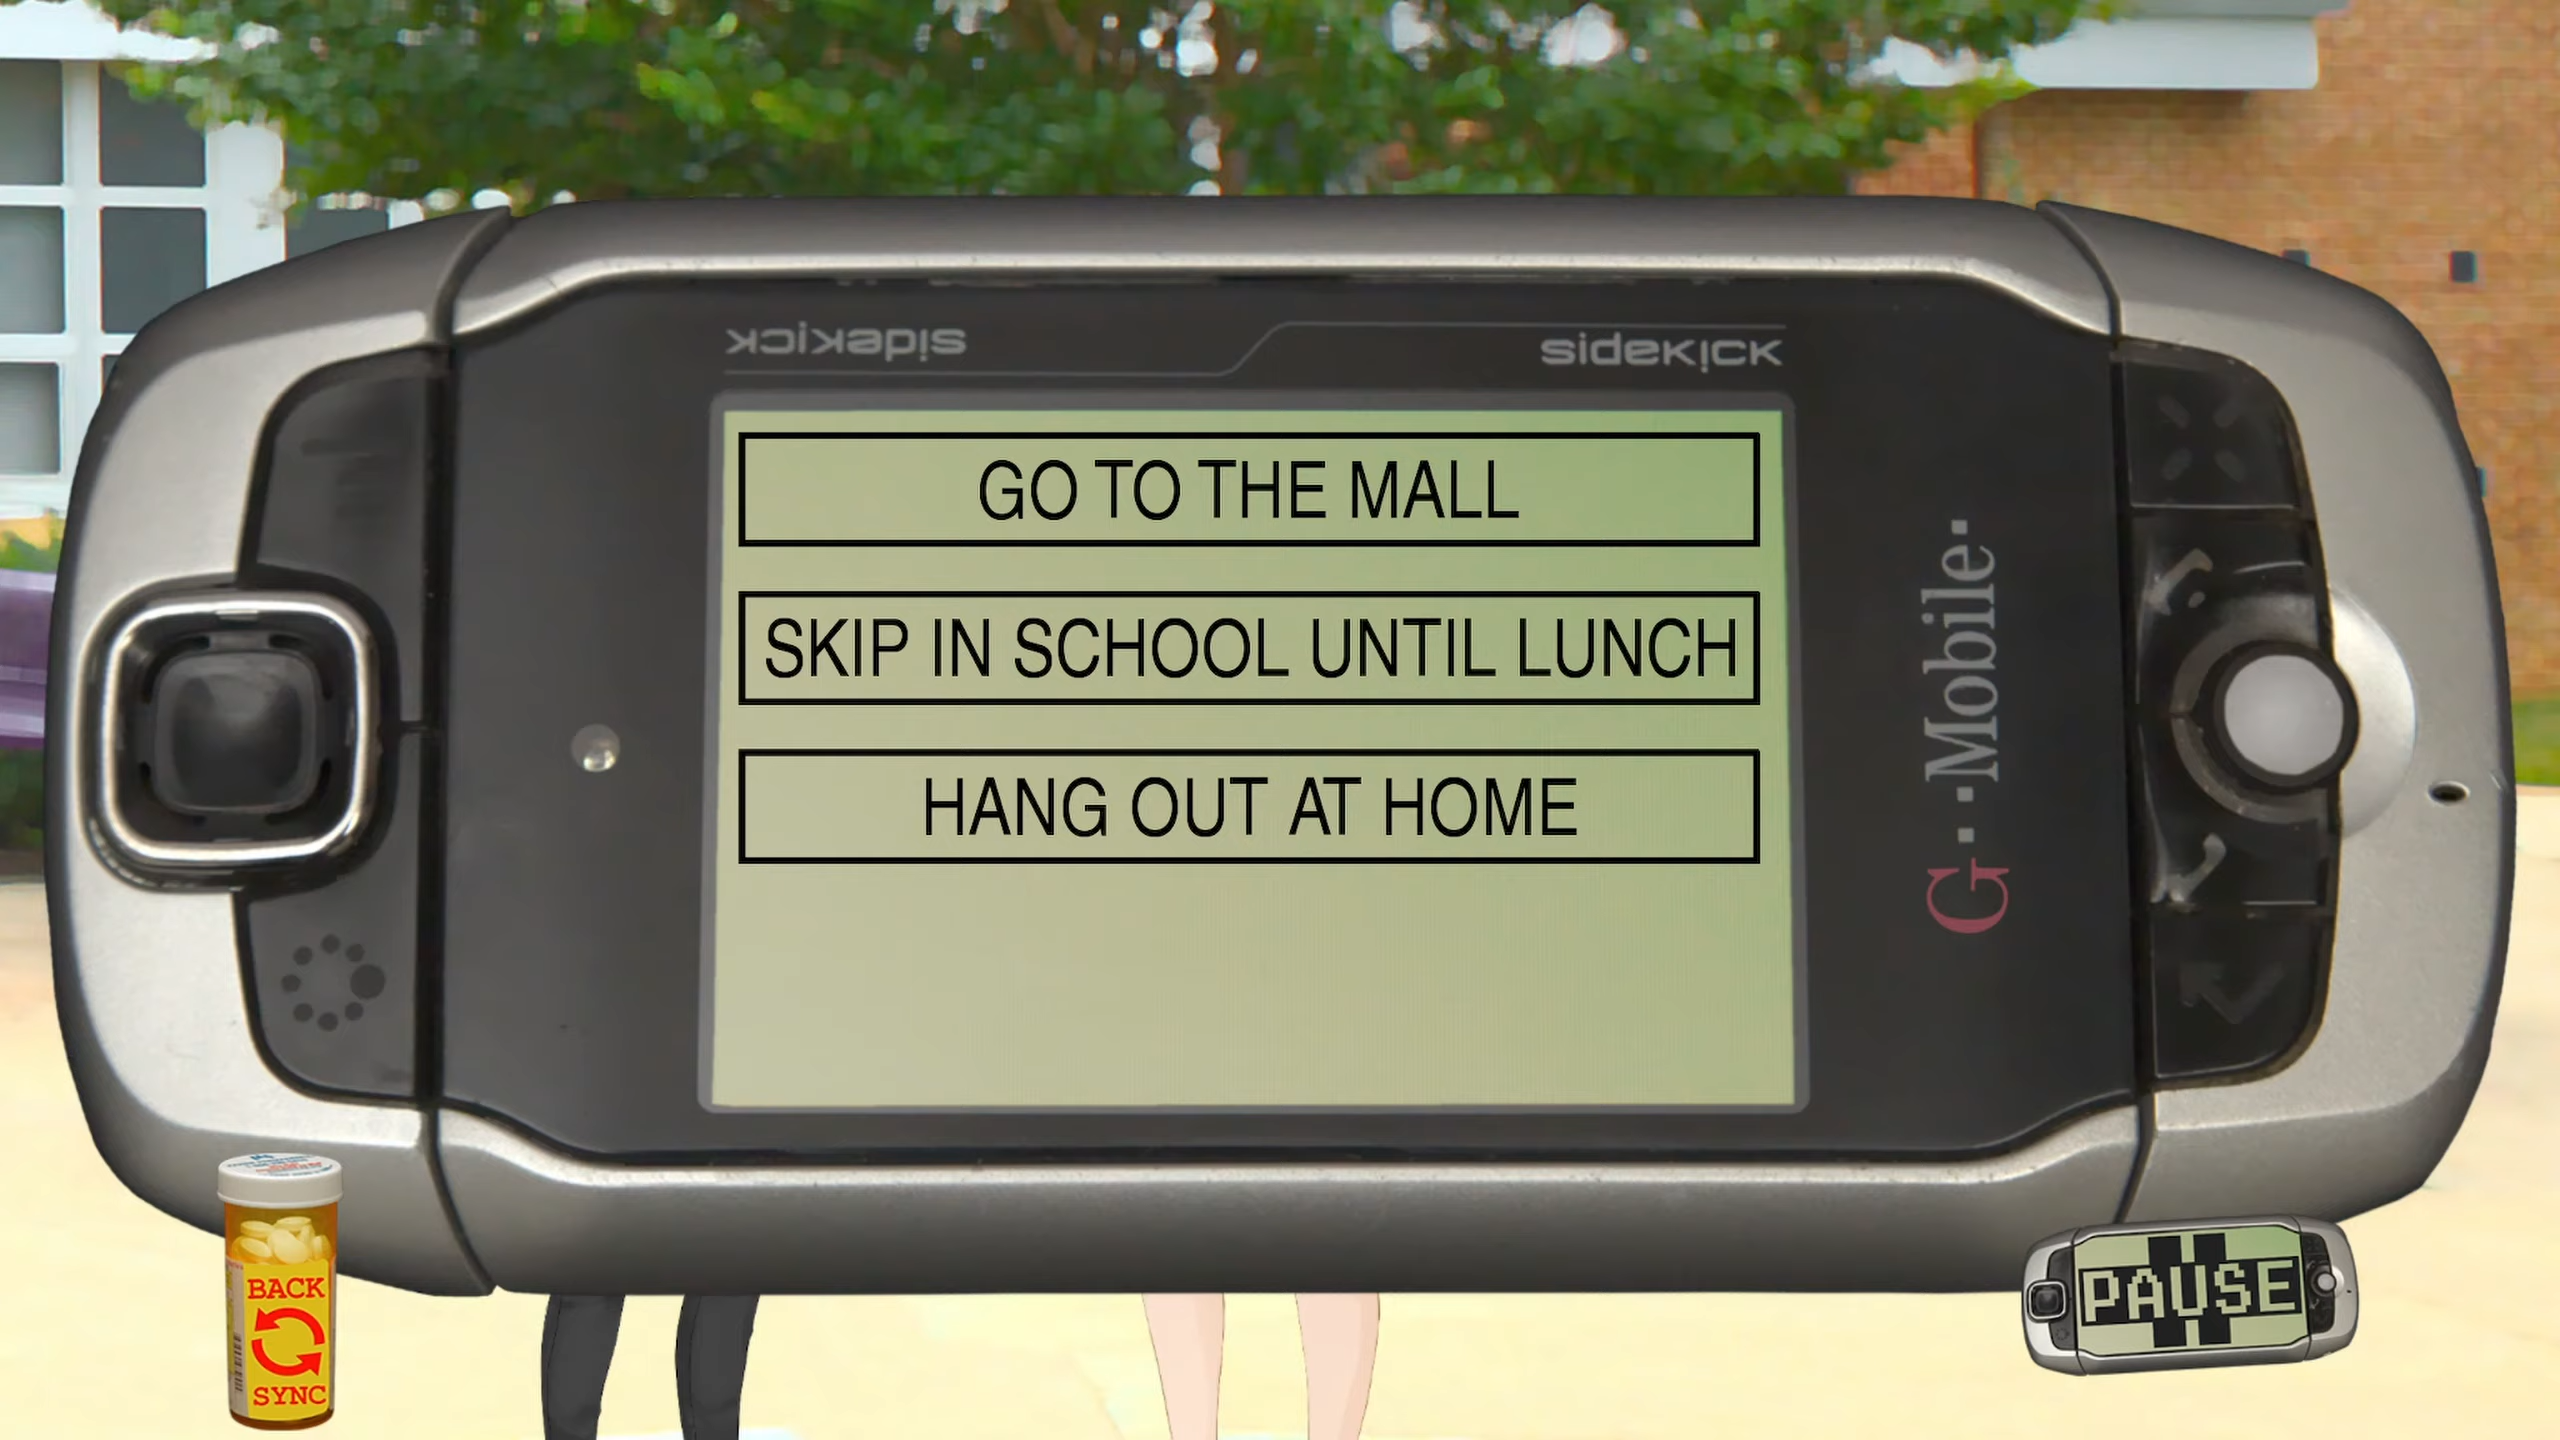 sidekick
sidekick
GO TO THE MALL
SKIP IN SCHOOL UNTIL LUNCH
HANG OUT AT HOME
G··Mobile·
BACK
SYNC
PAUSE